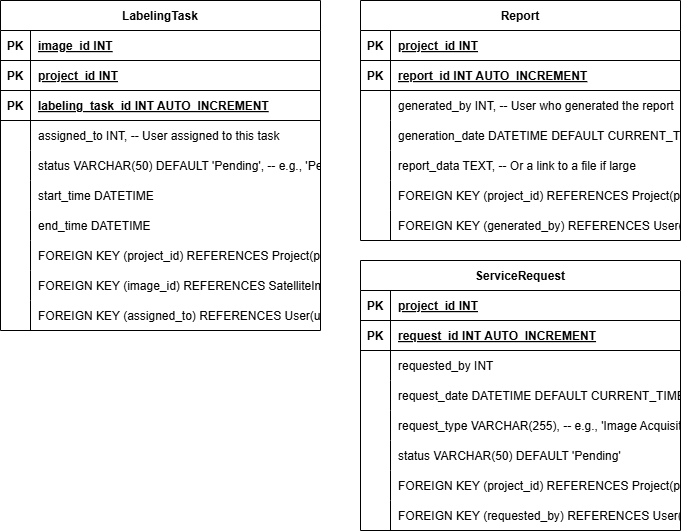 LabelingTask
PK image_id INT
PK project_id INT
PK labeling_task_id INT AUTO_INCREMENT
assigned_to INT, -- User assigned to this task
status VARCHAR(50) DEFAULT 'Pending', -- e.g., 'Pe
start_time DATETIME
end_time DATETIME
FOREIGN KEY (project_id) REFERENCES Project(p
FOREIGN KEY (image_id) REFERENCES SatelliteIm
FOREIGN KEY (assigned_to) REFERENCES User(u
Report
PK project_id INT
PK report_id INT AUTO_INCREMENT
generated_by INT, -- User who generated the report
generation_date DATETIME DEFAULT CURRENT_T
report_data TEXT, -- Or a link to a file if large
FOREIGN KEY (project_id) REFERENCES Project(p
FOREIGN KEY (generated_by) REFERENCES User(
ServiceRequest
PK project_id INT
PK request_id INT AUTO_INCREMENT
requested_by INT
request_date DATETIME DEFAULT CURRENT_TIME
request_type VARCHAR(255), -- e.g., 'Image Acquisit
status VARCHAR(50) DEFAULT 'Pending'
FOREIGN KEY (project_id) REFERENCES Project(p
FOREIGN KEY (requested_by) REFERENCES User(